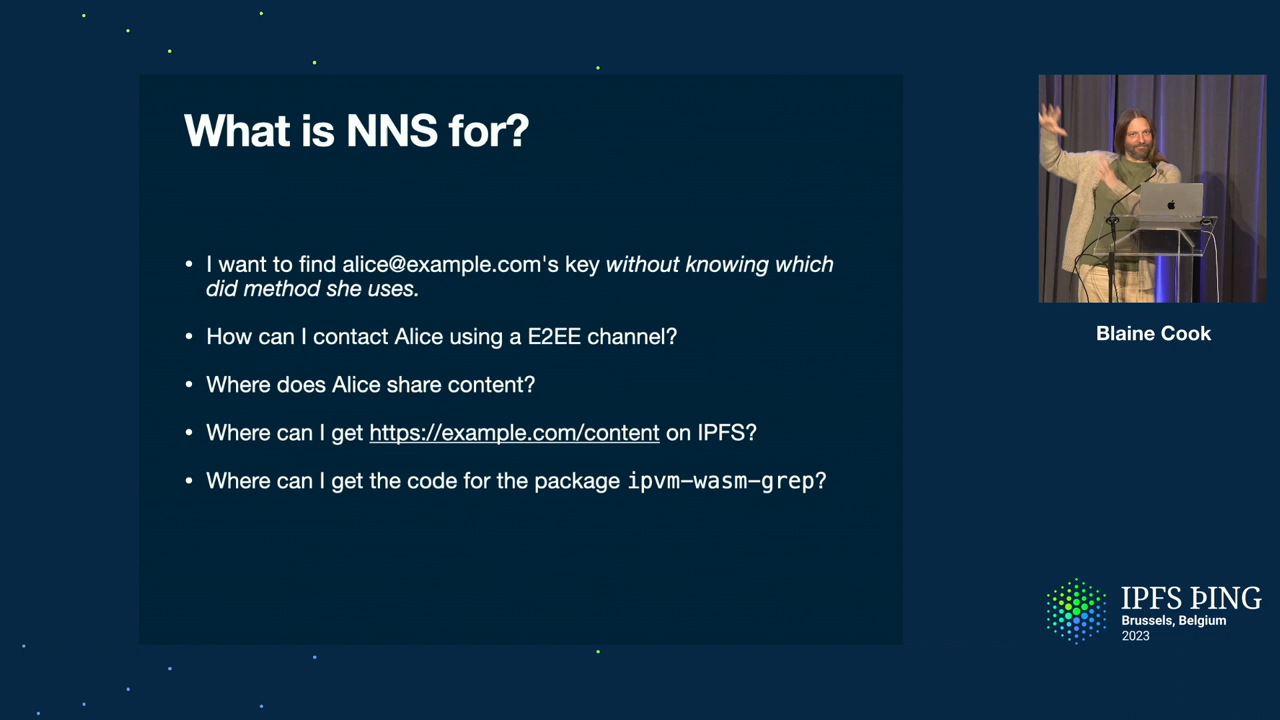 What is NNS for?
• I want to find alice@example.com's key without knowing which
did method she uses.
• How can I contact Alice using a E2EE channel?
• Where does Alice share content?
• Where can I get https://example.com/content on IPFS?
• Where can I get the code for the package ipvm-wasm-grep?
Blaine Cook
IPFS ÞING
Brussels, Belgium
2023